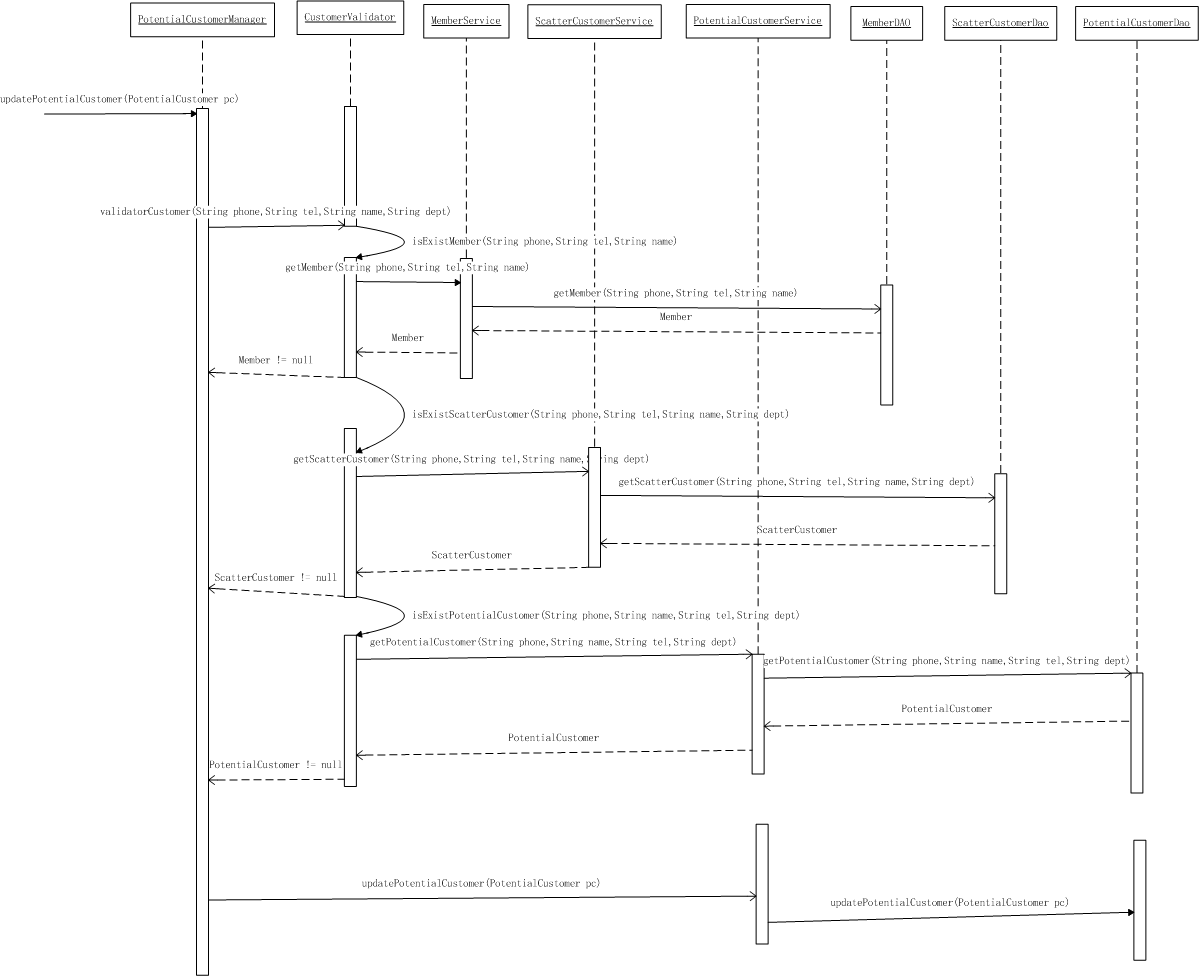 PotentialCustomerManager
CustomerValidator
MemberService
ScatterCustomerService
PotentialCustomerService
MemberDAO
ScatterCustomerDao
PotentialCustomerDao
updatePotentialCustomer(PotentialCustomer pc)
validatorCustomer(String phone,String tel,String name,String dept)
isExistMember(String phone,String tel,String name)
getMember(String phone,String tel,String name)
getMember(String phone,String tel,String name)
Member
Member
Member != null
isExistScatterCustomer(String phone,String tel,String name,String dept)
getScatterCustomer(String phone,String tel,String name,String dept)
getScatterCustomer(String phone,String tel,String name,String dept)
ScatterCustomer
ScatterCustomer
ScatterCustomer != null
isExistPotentialCustomer(String phone,String name,String tel,String dept)
getPotentialCustomer(String phone,String name,String tel,String dept)
getPotentialCustomer(String phone,String name,String tel,String dept)
PotentialCustomer
PotentialCustomer
PotentialCustomer != null
updatePotentialCustomer(PotentialCustomer pc)
updatePotentialCustomer(PotentialCustomer pc)